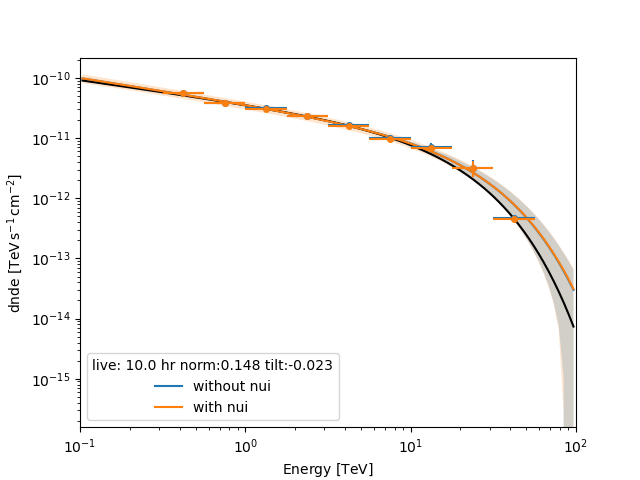 10⁻¹⁰
10⁻¹¹
10⁻¹²
10⁻¹³
10⁻¹⁴
10⁻¹⁵
dnde [TeV s⁻¹ cm⁻²]
live: 10.0 hr norm:0.148 tilt:-0.023
without nui
with nui
10⁻¹ 10⁰ 10¹ 10²
Energy [TeV]